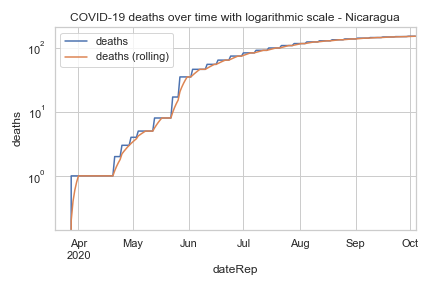 COVID-19 deaths over time with logarithmic scale - Nicaragua
deaths
deaths (rolling)
deaths
10²
10¹
10⁰
Apr May Jun Jul Aug Sep Oct
2020
dateRep